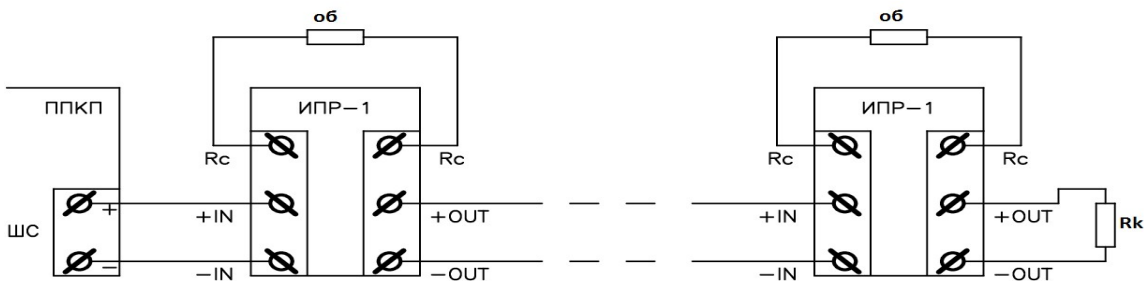 об
об
ППКП
ИПР–1
ИПР–1
Rc
Rc
Rc
Rc
+
+IN
+OUT
+IN
+OUT
Rk
ШС
–
–IN
–OUT
–IN
–OUT